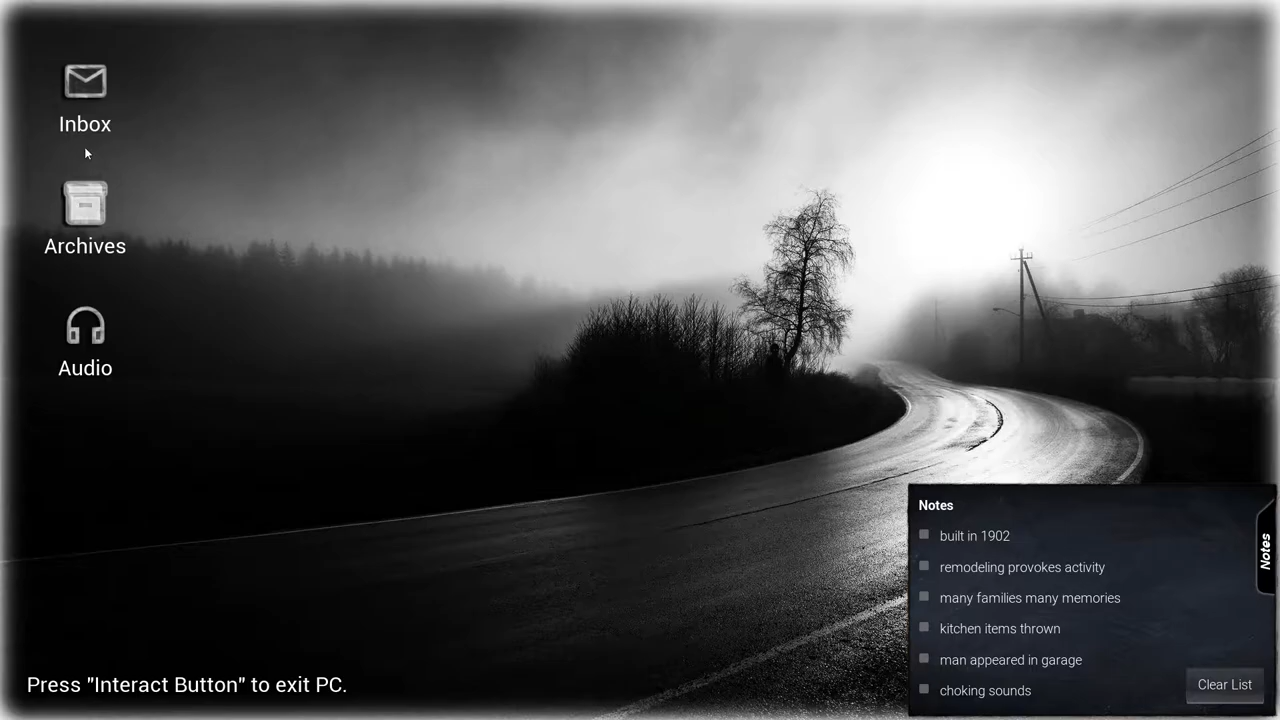 Inbox
Archives
Audio
Notes
built in 1902
remodeling provokes activity
many families many memories
kitchen items thrown
man appeared in garage
choking sounds
Clear List
Notes
Press "Interact Button" to exit PC.